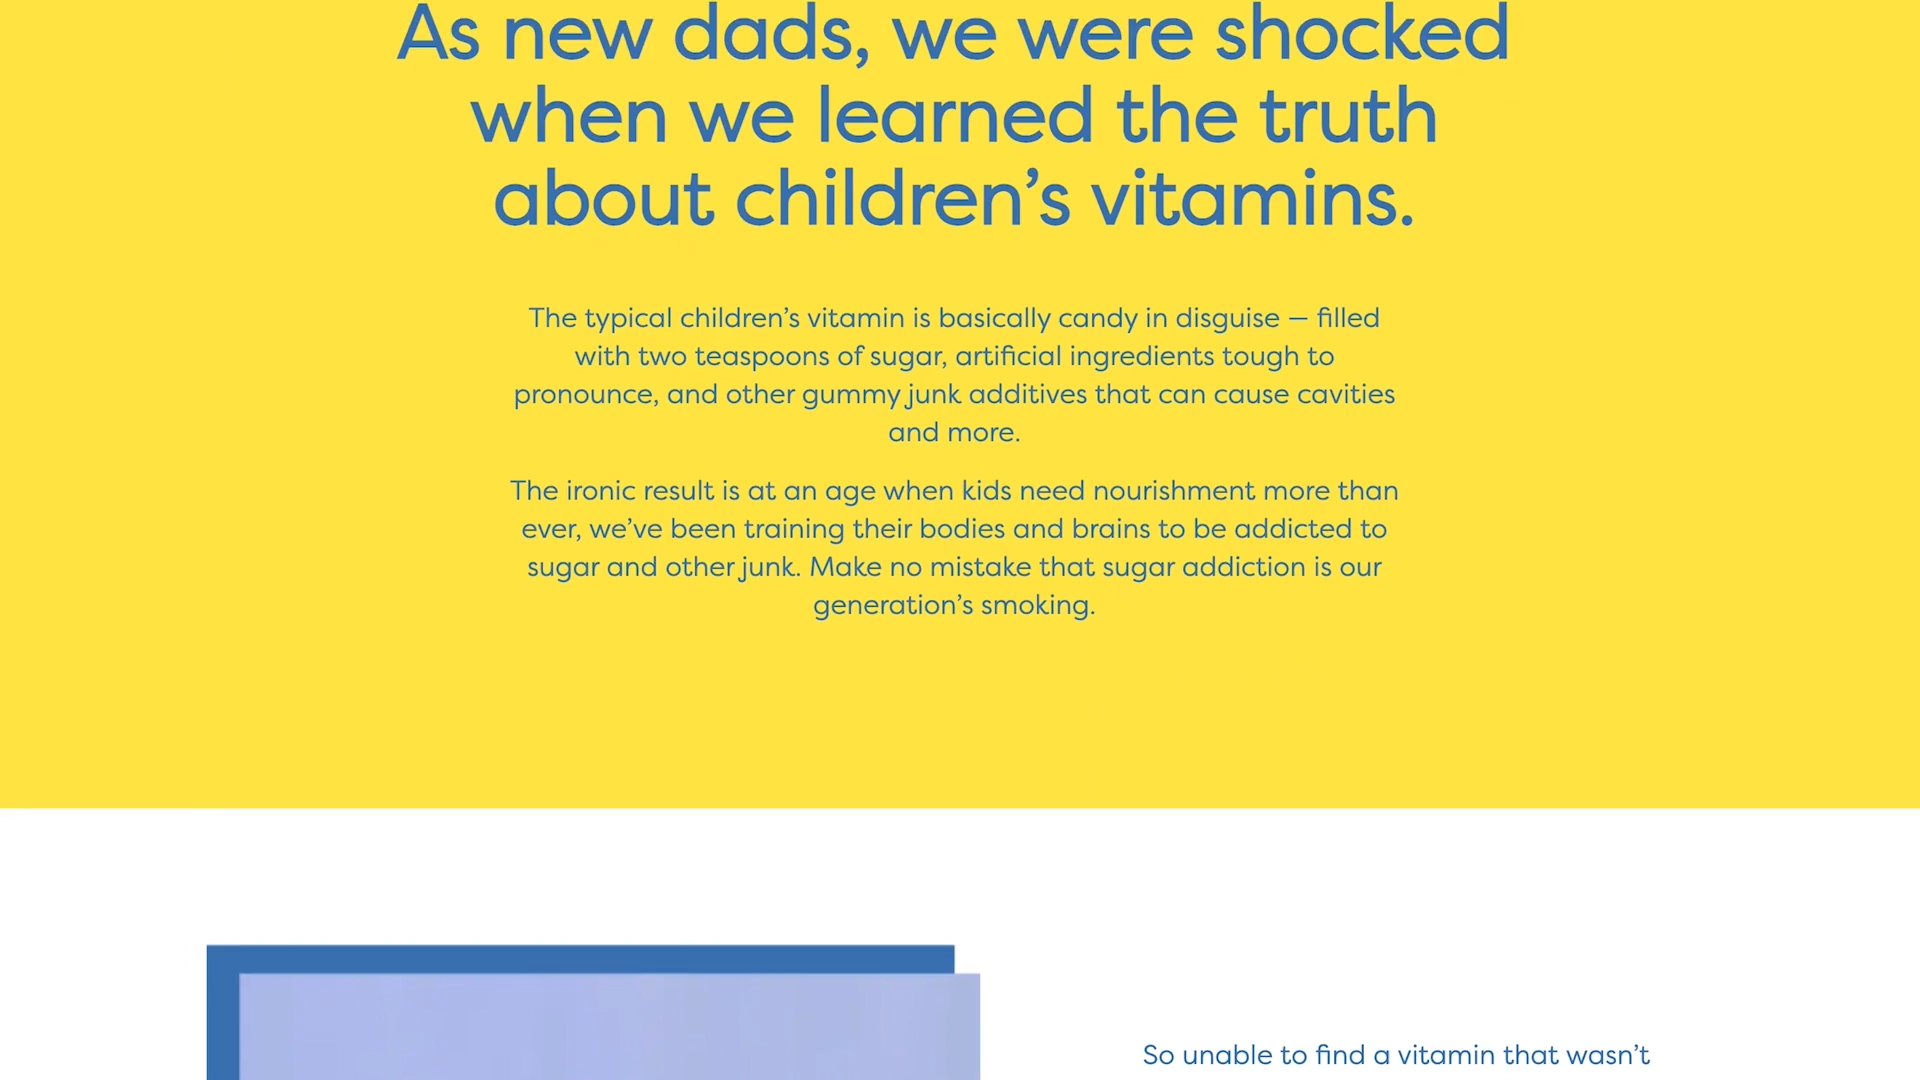 As new dads, we were shocked
when we learned the truth
about children’s vitamins.
The typical children’s vitamin is basically candy in disguise — filled
with two teaspoons of sugar, artificial ingredients tough to
pronounce, and other gummy junk additives that can cause cavities
and more.
The ironic result is at an age when kids need nourishment more than
ever, we’ve been training their bodies and brains to be addicted to
sugar and other junk. Make no mistake that sugar addiction is our
generation’s smoking.
So unable to find a vitamin that wasn’t